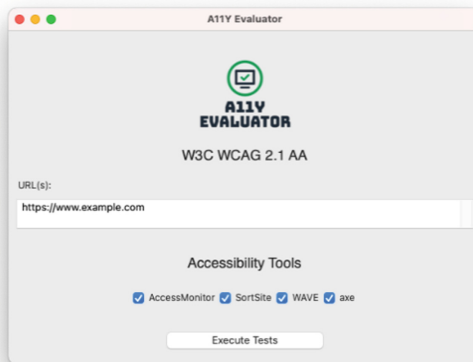 A11Y Evaluator
A11Y
EVALUATOR
W3C WCAG 2.1 AA
URL(s):
https://www.example.com
Accessibility Tools
AccessMonitor SortSite WAVE axe
Execute Tests